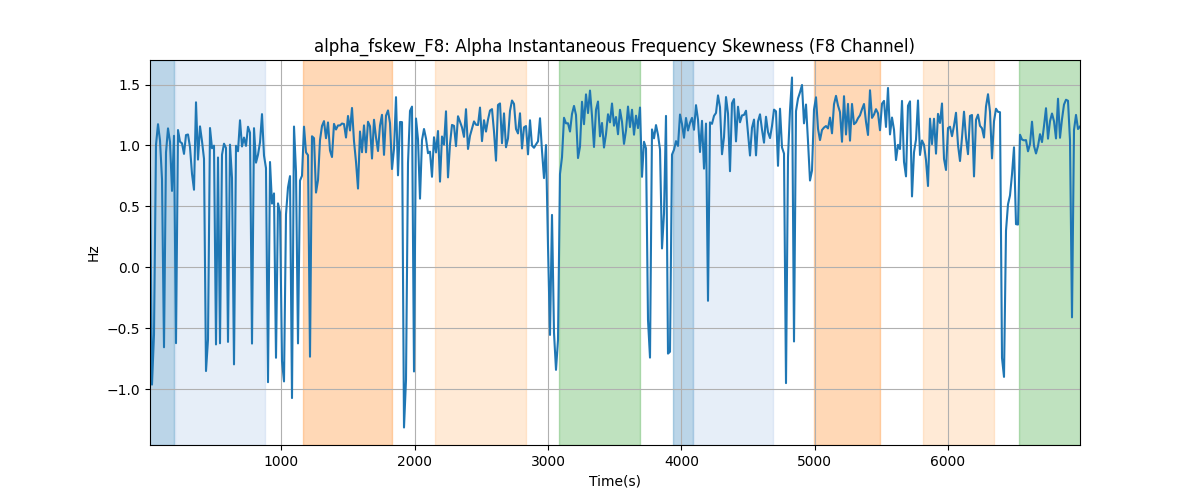 alpha_fskew_F8: Alpha Instantaneous Frequency Skewness (F8 Channel)
1.5
1.0
0.5
0.0
−0.5
−1.0
Hz
1000 2000 3000 4000 5000 6000
Time(s)